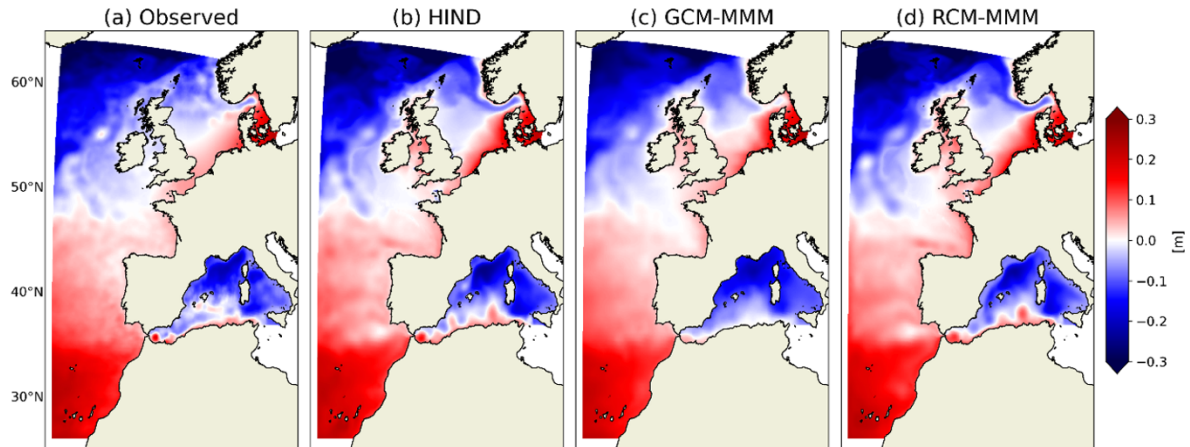 (a) Observed
(b) HIND
(c) GCM-MMM
(d) RCM-MMM
60°N
50°N
40°N
30°N
0.3
0.2
0.1
0.0
−0.1
−0.2
−0.3
[m]